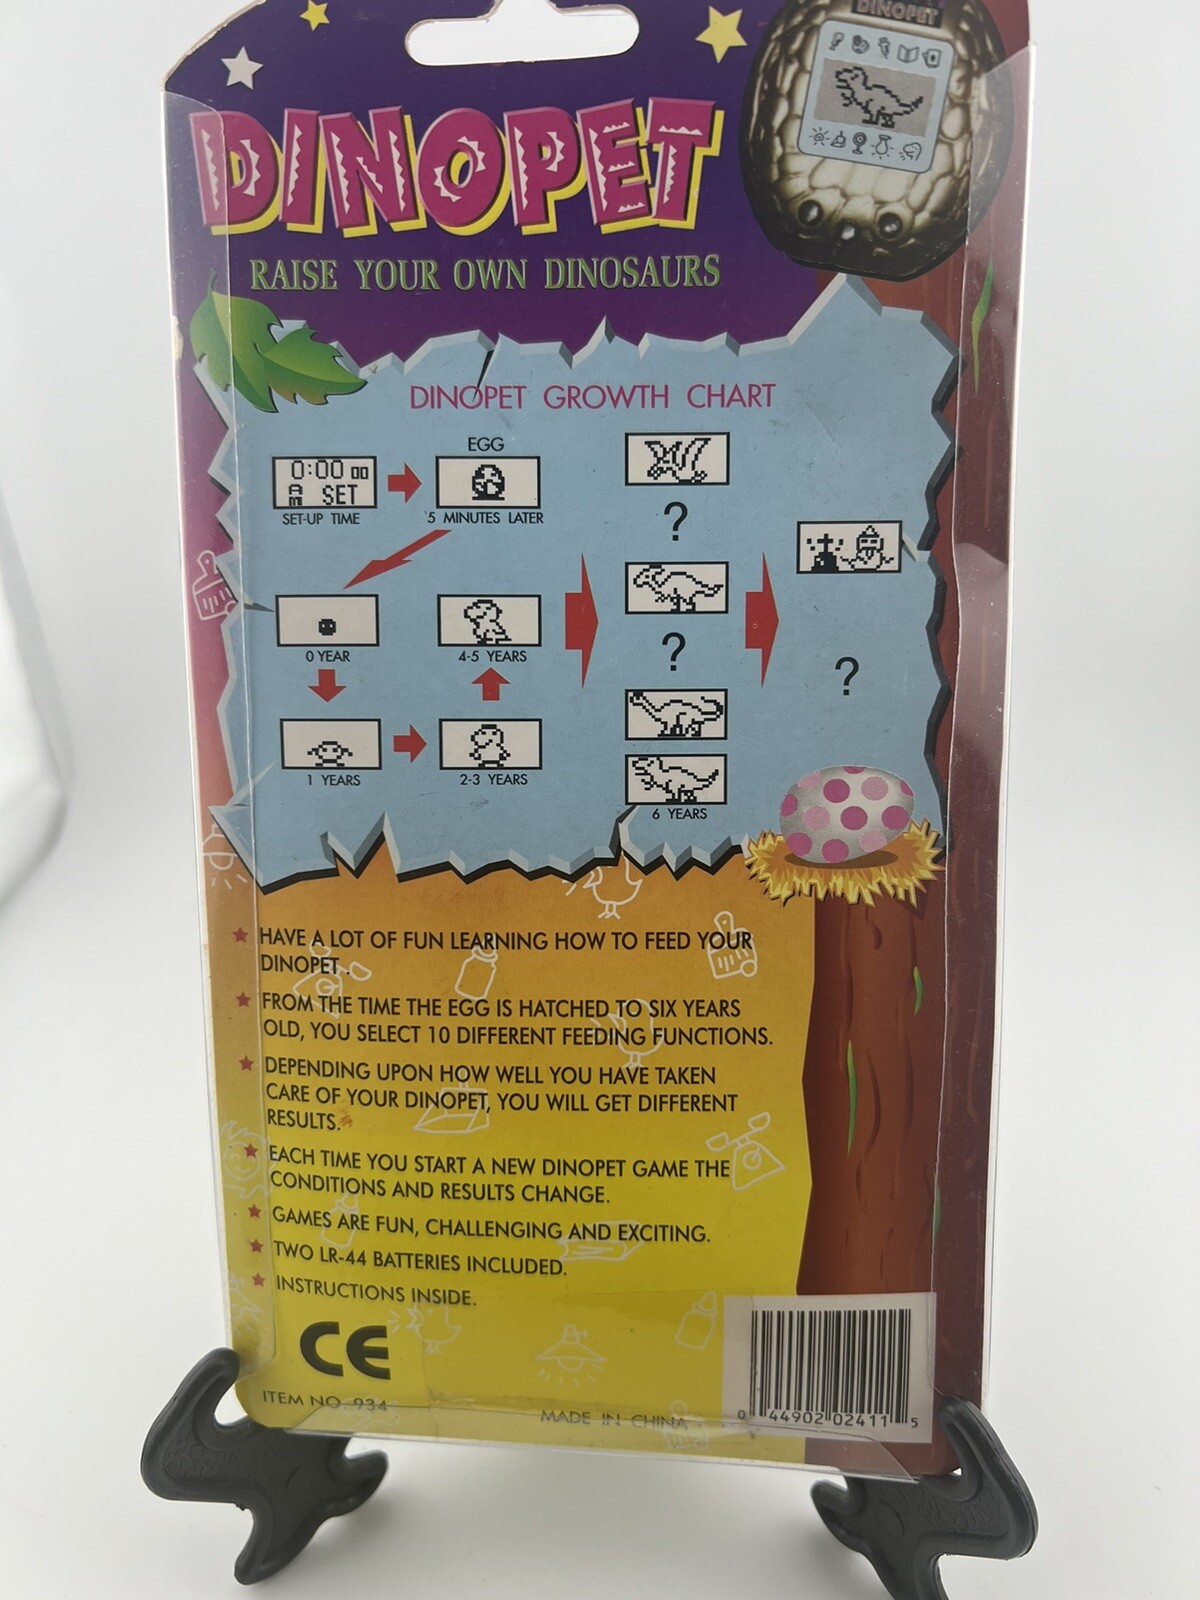 DINOPET
DINOPET
RAISE YOUR OWN DINOSAURS
DINOPET GROWTH CHART
EGG
0:00 00
AM SET
SET-UP TIME
5 MINUTES LATER
?
0 YEAR
4-5 YEARS
?
?
1 YEARS
2-3 YEARS
6 YEARS
★ HAVE A LOT OF FUN LEARNING HOW TO FEED YOUR
DINOPET .
★ FROM THE TIME THE EGG IS HATCHED TO SIX YEARS
OLD, YOU SELECT 10 DIFFERENT FEEDING FUNCTIONS.
★ DEPENDING UPON HOW WELL YOU HAVE TAKEN
CARE OF YOUR DINOPET, YOU WILL GET DIFFERENT
RESULTS.
★ EACH TIME YOU START A NEW DINOPET GAME THE
CONDITIONS AND RESULTS CHANGE.
★ GAMES ARE FUN, CHALLENGING AND EXCITING.
★ TWO LR-44 BATTERIES INCLUDED.
★ INSTRUCTIONS INSIDE.
CE
ITEM NO. 934
MADE IN CHINA
0 44902 02411 5